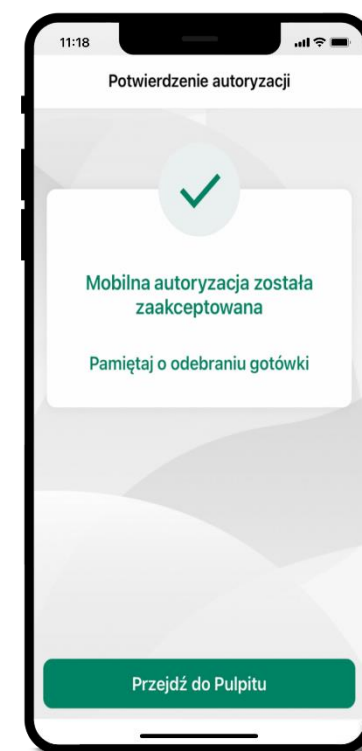 11:18
Potwierdzenie autoryzacji
Mobilna autoryzacja została
zaakceptowana
Pamiętaj o odebraniu gotówki
Przejdź do Pulpitu